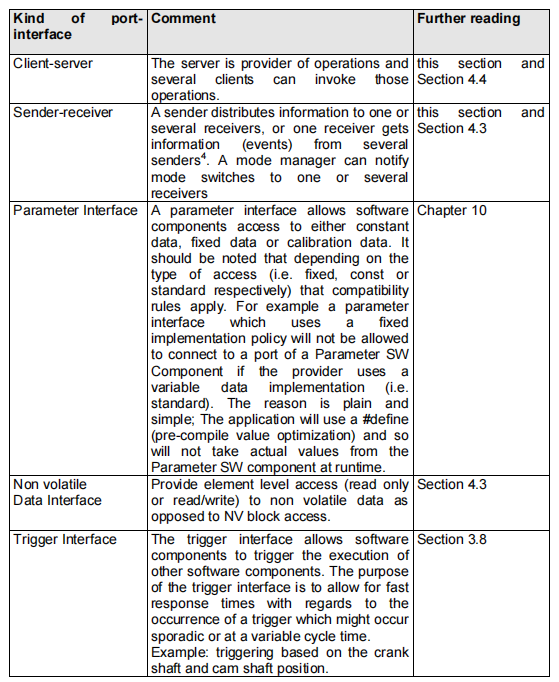 Kind of port-interface Comment Further reading
Client-server The server is provider of operations and this section and
several clients can invoke those Section 4.4
operations.
Sender-receiver A sender distributes information to one or this section and
several receivers, or one receiver gets Section 4.3
information (events) from several
senders4. A mode manager can notify
mode switches to one or several
receivers
Parameter Interface A parameter interface allows software Chapter 10
components access to either constant
data, fixed data or calibration data. It
should be noted that depending on the
type of access (i.e. fixed, const or
standard respectively) that compatibility
rules apply. For example a parameter
interface which uses a fixed
implementation policy will not be allowed
to connect to a port of a Parameter SW
Component if the provider uses a
variable data implementation (i.e.
standard). The reason is plain and
simple; The application will use a #define
(pre-compile value optimization) and so
will not take actual values from the
Parameter SW component at runtime.
Non volatile Provide element level access (read only Section 4.3
Data Interface or read/write) to non volatile data as
opposed to NV block access.
Trigger Interface The trigger interface allows software Section 3.8
components to trigger the execution of
other software components. The purpose
of the trigger interface is to allow for fast
response times with regards to the
occurrence of a trigger which might occur
sporadic or at a variable cycle time.
Example: triggering based on the crank
shaft and cam shaft position.